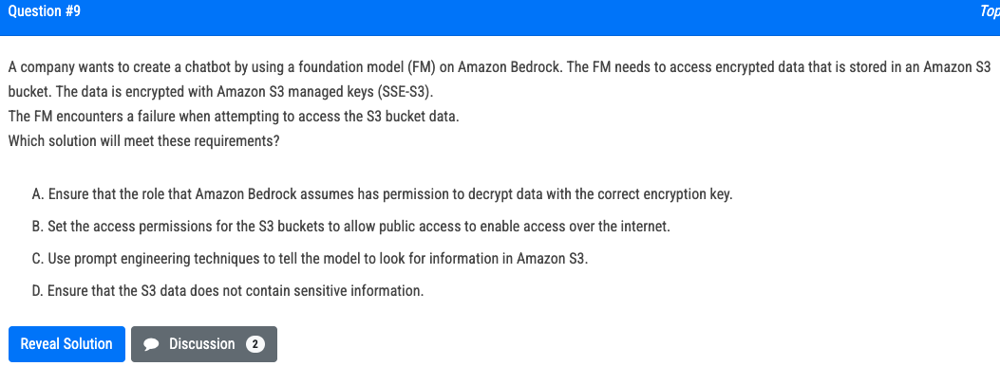 Question #9
Top
A company wants to create a chatbot by using a foundation model (FM) on Amazon Bedrock. The FM needs to access encrypted data that is stored in an Amazon S3
bucket. The data is encrypted with Amazon S3 managed keys (SSE-S3).
The FM encounters a failure when attempting to access the S3 bucket data.
Which solution will meet these requirements?
A. Ensure that the role that Amazon Bedrock assumes has permission to decrypt data with the correct encryption key.
B. Set the access permissions for the S3 buckets to allow public access to enable access over the internet.
C. Use prompt engineering techniques to tell the model to look for information in Amazon S3.
D. Ensure that the S3 data does not contain sensitive information.
Reveal Solution
Discussion 2